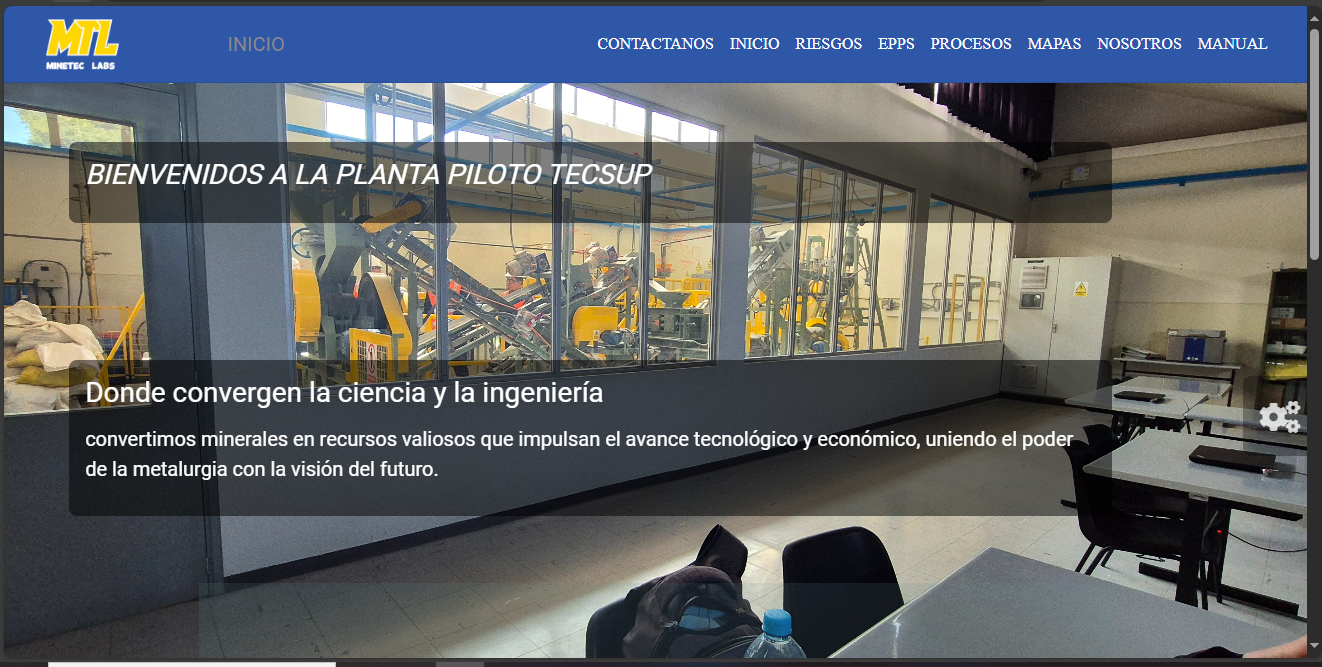 MTL
MINETEC LABS
INICIO
CONTACTANOS INICIO RIESGOS EPPS PROCESOS MAPAS NOSOTROS MANUAL
BIENVENIDOS A LA PLANTA PILOTO TECSUP
Donde convergen la ciencia y la ingeniería
convertimos minerales en recursos valiosos que impulsan el avance tecnológico y económico, uniendo el poder
de la metalurgia con la visión del futuro.